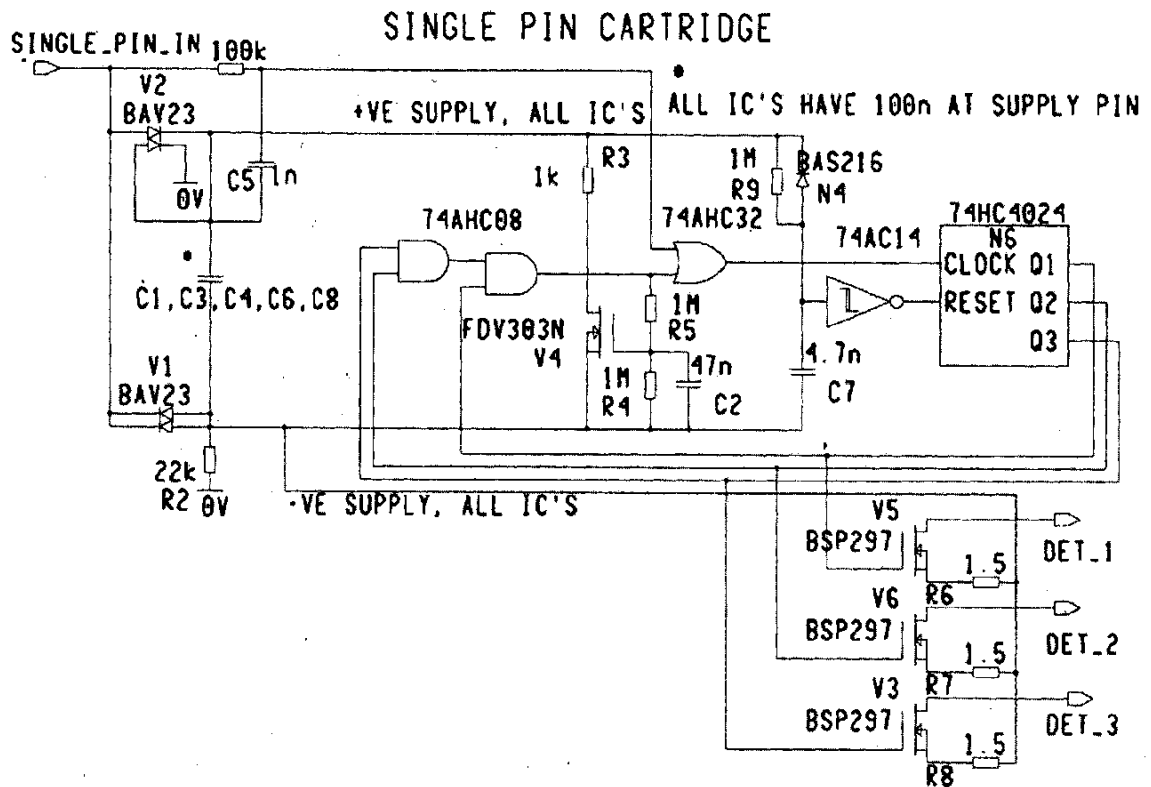 SINGLE PIN CARTRIDGE
SINGLE_PIN_IN
100k
V2
BAV23
+VE SUPPLY, ALL IC'S
ALL IC'S HAVE 100n AT SUPPLY PIN
0V
C5 1n
1k
R3
1M
R9
BAS216
N4
74AHC08
74AHC32
74AC14
74HC4024
N6
CLOCK Q1
RESET Q2
Q3
C1,C3,C4,C6,C8
FDV303N
V4
1M
R5
1M
R4
47n
C2
4.7n
C7
V1
BAV23
22k
R2 0V
-VE SUPPLY, ALL IC'S
V5
BSP297
1.5
R6
DET_1
V6
BSP297
1.5
R7
DET_2
V3
BSP297
1.5
R8
DET_3